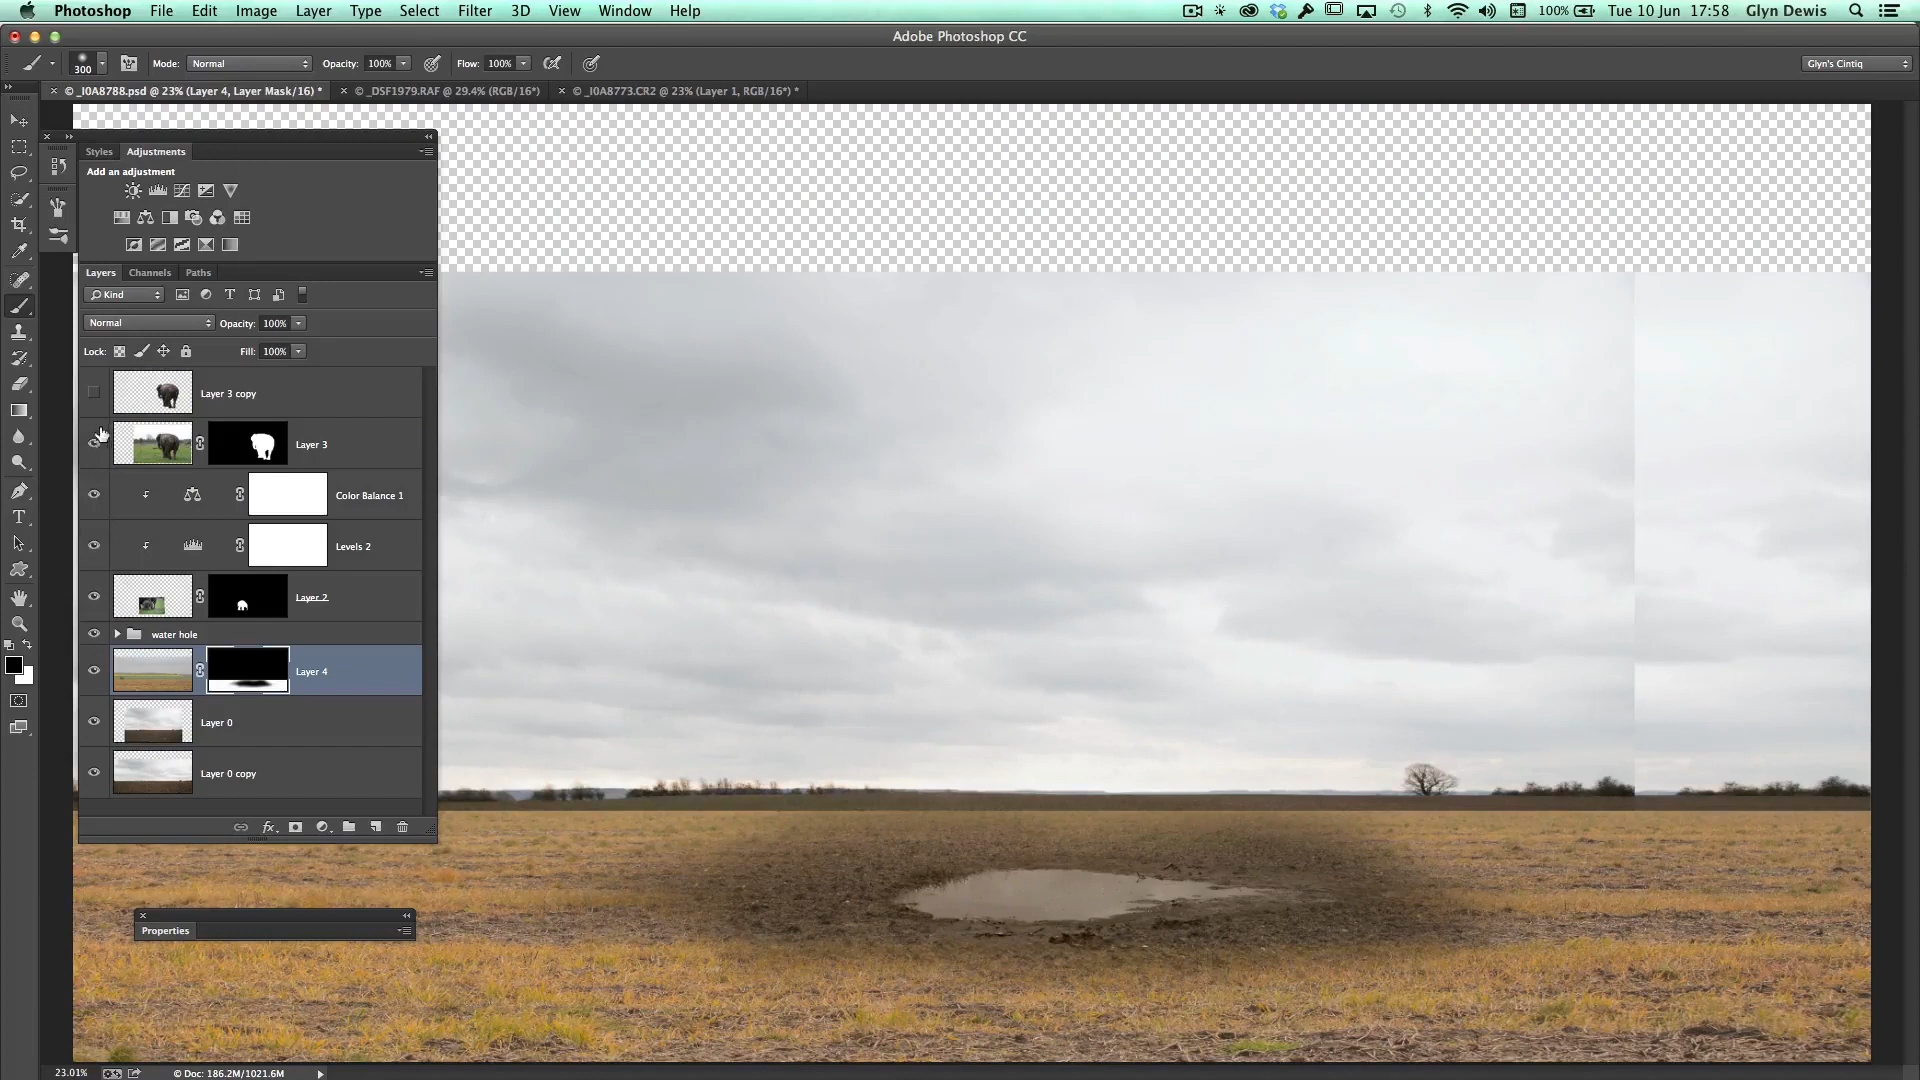 Photoshop File Edit Image Layer Type Select Filter 3D View Window Help 100% Tue 10 Jun 17:58 Glyn Dewis
Adobe Photoshop CC
300 Mode: Normal Opacity: 100% Flow: 100% Glyn's Cintiq
© _I0A8788.psd @ 23% (Layer 4, Layer Mask/16) * © _DSF1979.RAF @ 29.4% (RGB/16*) © _I0A8773.CR2 @ 23% (Layer 1, RGB/16*) *
Styles Adjustments
Add an adjustment
Layers Channels Paths
Kind
Normal Opacity: 100%
Lock: Fill: 100%
Layer 3 copy
Layer 3
Color Balance 1
Levels 2
Layer 2
water hole
Layer 4
Layer 0
Layer 0 copy
fx
Properties
23.01% © Doc: 186.2M/1021.6M